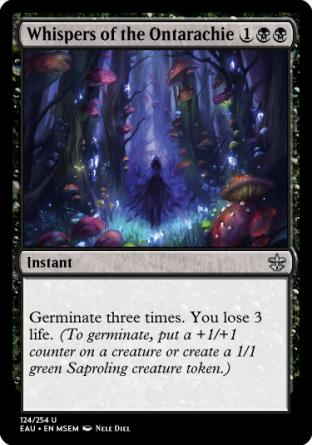 Whispers of the Ontarachie 1
Instant
Germinate three times. You lose 3
life. (To germinate, put a +1/+1
counter on a creature or create a 1/1
green Saproling creature token.)
124/254 U
EAU • EN MSEM Nele Diel